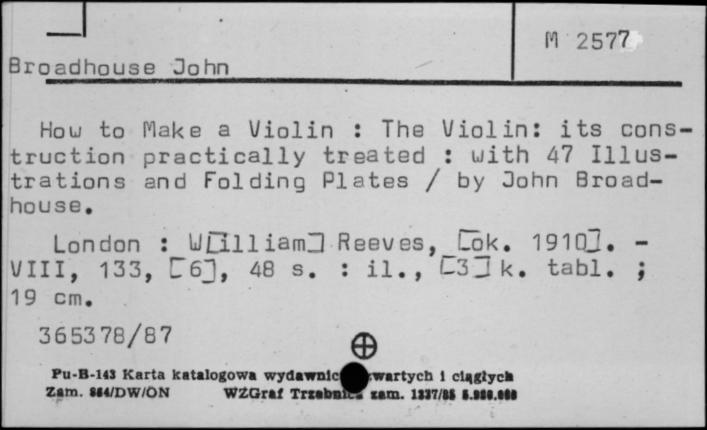 M 2577
Broadhouse John
How to Make a Violin : The Violin: its cons-
truction practically treated : with 47 Illus-
trations and Folding Plates / by John Broad-
house.
London : W[illiam] Reeves, [ok. 1910]. -
VIII, 133, [6], 48 s. : il., [3] k. tabl. ;
19 cm.
365378/87
Pu-B-143 Karta katalogowa wydawnic wartych i ciągłych
Zam. 864/DW/ON WZGraf Trzebnica zam. 1337/85